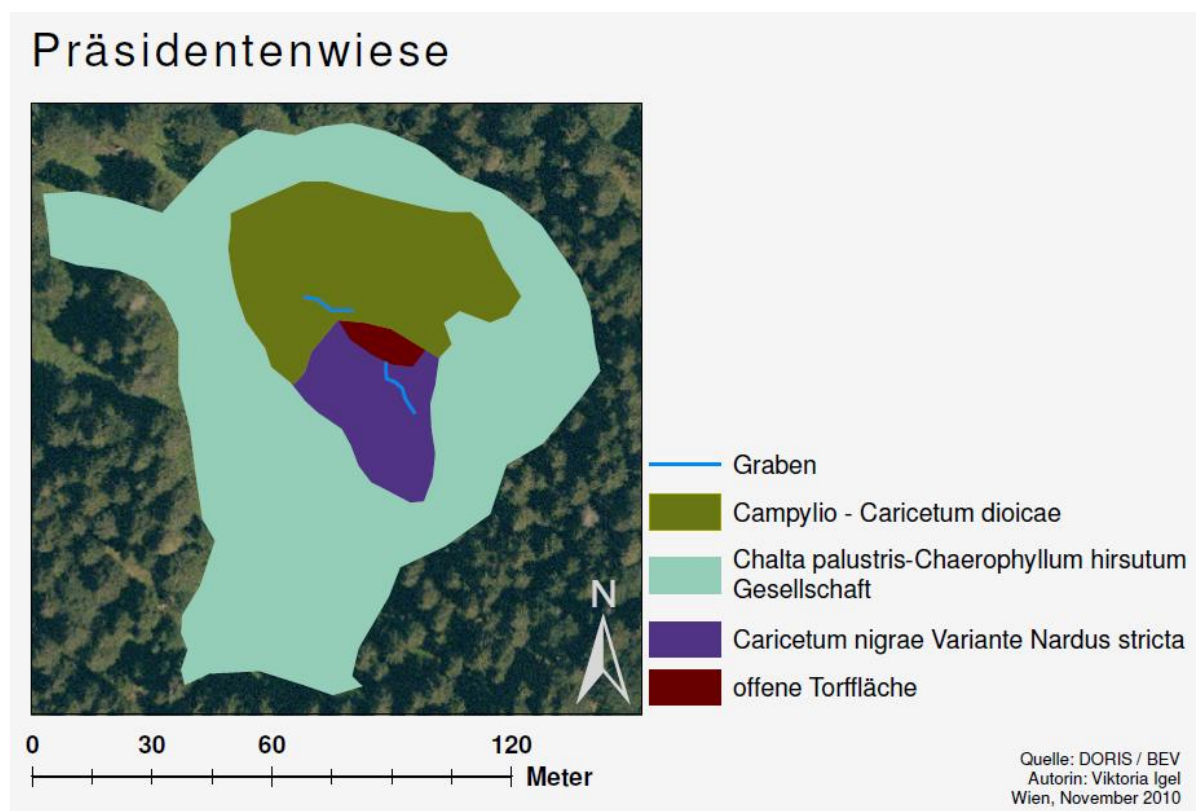 Präsidentenwiese
Graben
Campylio - Caricetum dioicae
Chalta palustris-Chaerophyllum hirsutum
Gesellschaft
Caricetum nigrae Variante Nardus stricta
offene Torffläche
N
0 30 60 120
Meter
Quelle: DORIS / BEV
Autorin: Viktoria Igel
Wien, November 2010